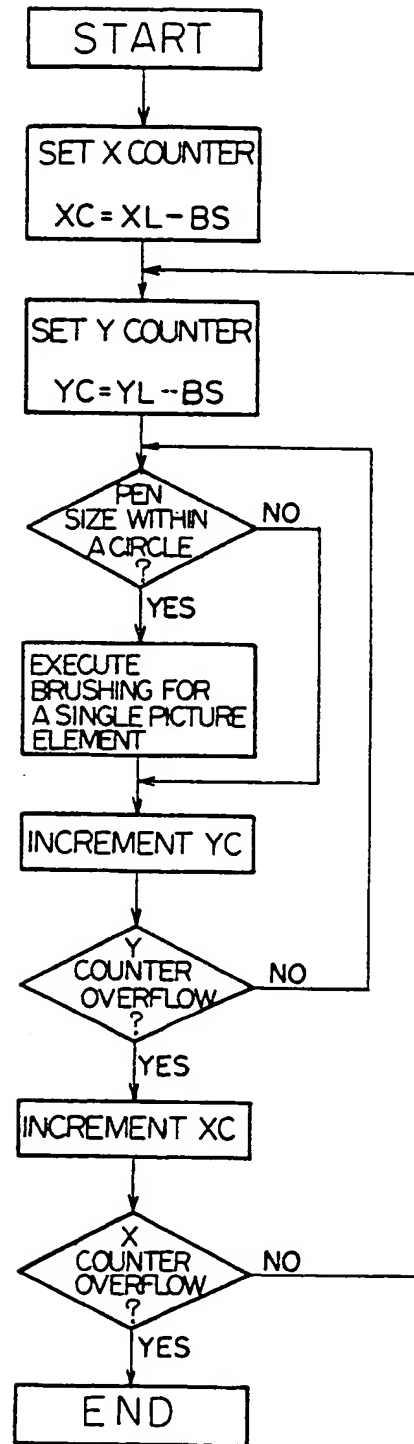 START
SET X COUNTER
XC=XL-BS
SET Y COUNTER
YC=YL--BS
PEN
SIZE WITHIN
A CIRCLE
?
NO
YES
EXECUTE
BRUSHING FOR
A SINGLE PICTURE
ELEMENT
INCREMENT YC
Y
COUNTER
OVERFLOW
?
NO
YES
INCREMENT XC
X
COUNTER
OVERFLOW
?
NO
YES
END